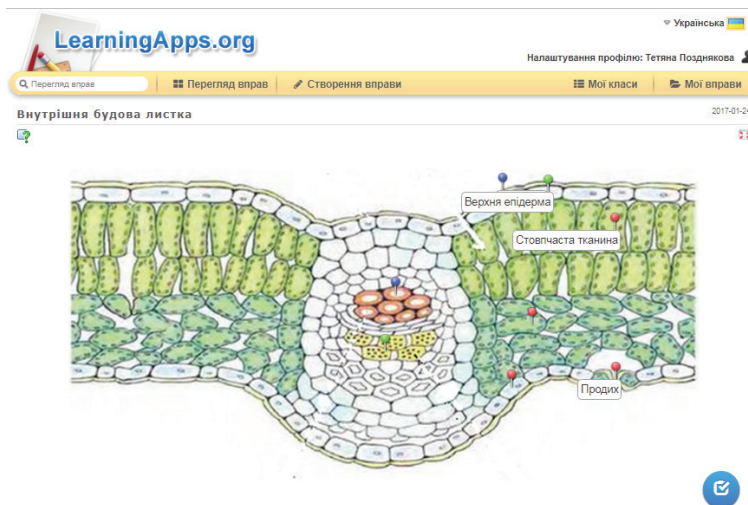 Українська
LearningApps.org
Налаштування профілю: Тетяна Позднякова
Перегляд вправ
Перегляд вправ
Створення вправи
Мої класи
Мої вправи
Внутрішня будова листка
Верхня епідерма
Стовпчаста тканина
Продих